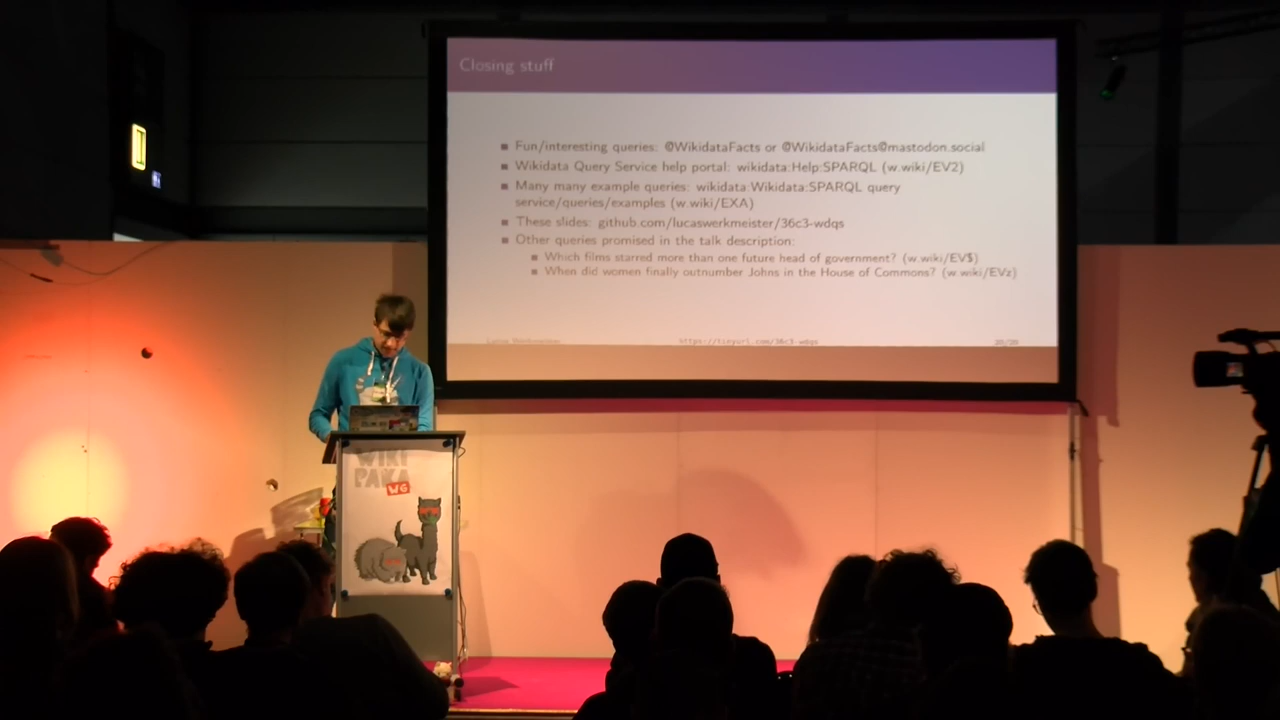 Closing stuff
Fun/interesting queries: @WikidataFacts or @WikidataFacts@mastodon.social
Wikidata Query Service help portal: wikidata:Help:SPARQL (w.wiki/EV2)
Many many example queries: wikidata:Wikidata:SPARQL query
service/queries/examples (w.wiki/EXA)
These slides: github.com/lucaswerkmeister/36c3-wdqs
Other queries promised in the talk description:
Which films starred more than one future head of government? (w.wiki/EV$)
When did women finally outnumber Johns in the House of Commons? (w.wiki/EVz)
Lucas Werkmeister
https://tinyurl.com/36c3-wdqs
WIKI
PAKA
WG